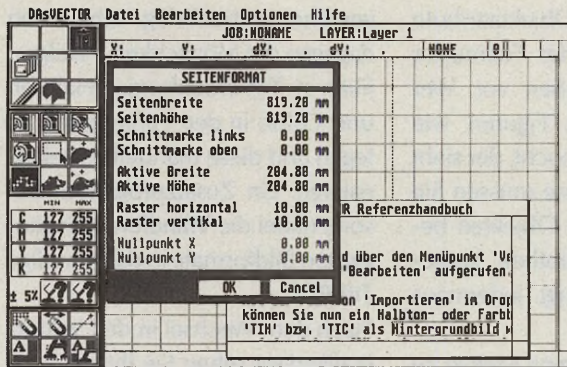 DAsVECTOR Datei Bearbeiten Optionen Hilfe
JOB:NONAME LAYER:Layer 1
X: Y: dX: dY: . NONE 0
SEITENFORMAT
Seitenbreite 819.20 mm
Seitenhöhe 819.20 mm
Schnittmarke links 0.00 mm
Schnittmarke oben 0.00 mm
Aktive Breite 204.80 mm
Aktive Höhe 204.80 mm
Raster horizontal 10.00 mm
Raster vertikal 10.00 mm
Nullpunkt X 0.00 mm
Nullpunkt Y 0.00 mm
OK Cancel
MIN MAX
C 127 255
M 127 255
Y 127 255
K 127 255
± 5%
A A
R Referenzhandbuch
d über den Menüpunkt 'Ve
'Bearbeiten' aufgerufen.
on 'Importieren' im Drop
können Sie nun ein Halbton- oder Farbb
'TIH' bzw. 'TIC' als Hintergrundbild